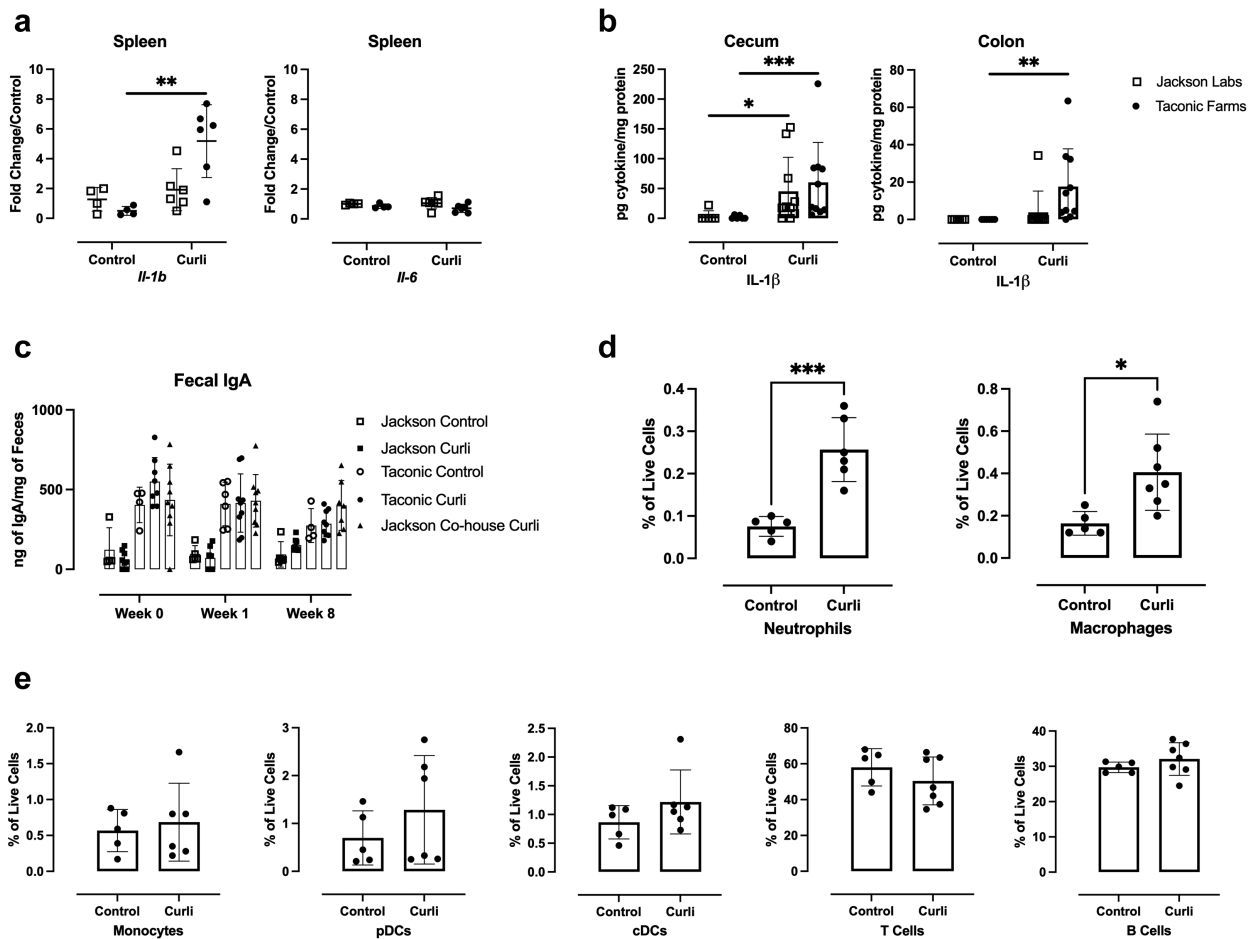 a
Spleen
Fold Change/Control
10
8
6
4
2
0
**
Control
Curli
Il-1b
Spleen
Fold Change/Control
10
8
6
4
2
0
Control
Curli
Il-6
b
Cecum
pg cytokine/mg protein
250
200
150
100
50
0
***
*
Control
Curli
IL-1β
Colon
pg cytokine/mg protein
80
60
40
20
0
**
Control
Curli
IL-1β
Jackson Labs
Taconic Farms
c
Fecal IgA
ng of IgA/mg of Feces
1000
500
0
Week 0
Week 1
Week 8
Jackson Control
Jackson Curli
Taconic Control
Taconic Curli
Jackson Co-house Curli
d
% of Live Cells
0.4
0.3
0.2
0.1
0.0
***
Control
Curli
Neutrophils
% of Live Cells
0.8
0.6
0.4
0.2
0.0
*
Control
Curli
Macrophages
e
% of Live Cells
2.0
1.5
1.0
0.5
0.0
Control
Curli
Monocytes
% of Live Cells
3
2
1
0
Control
Curli
pDCs
% of Live Cells
2.5
2.0
1.5
1.0
0.5
0.0
Control
Curli
cDCs
% of Live Cells
80
60
40
20
0
Control
Curli
T Cells
% of Live Cells
40
30
20
10
0
Control
Curli
B Cells